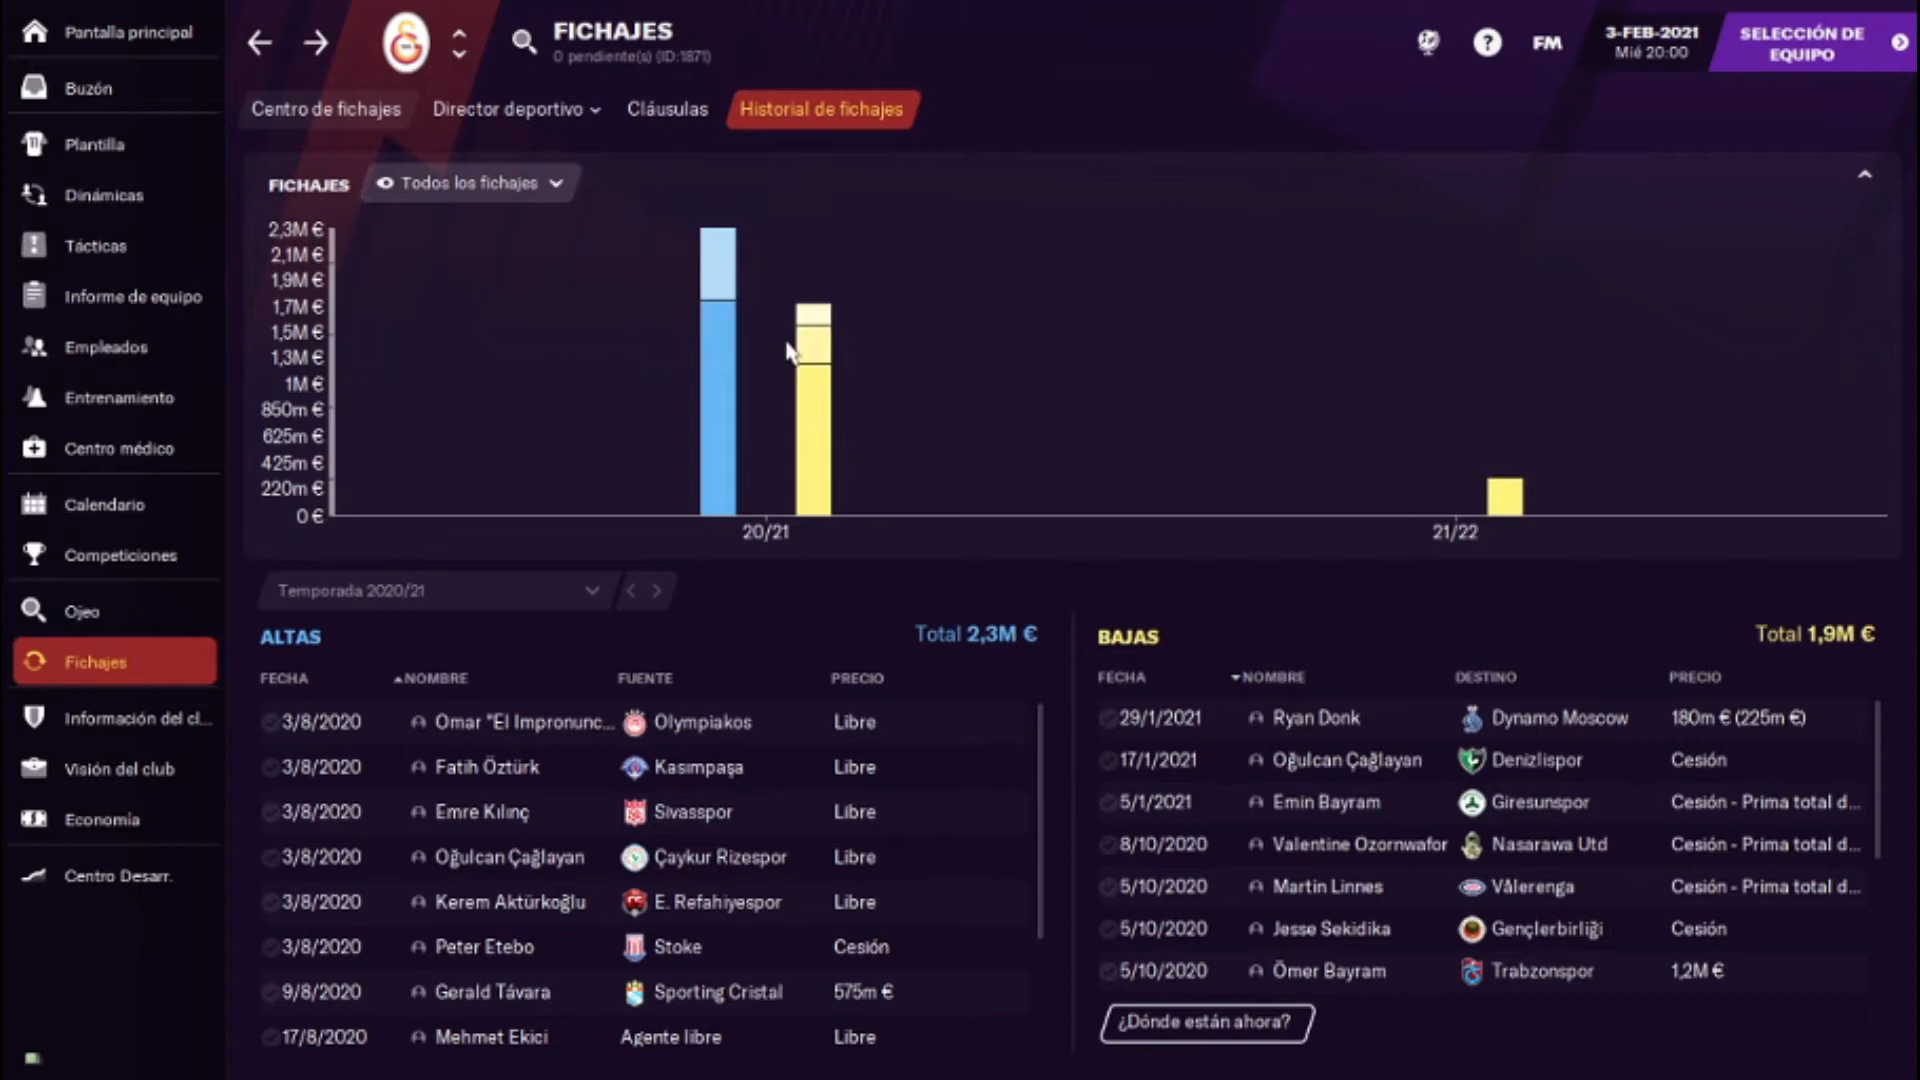 Pantalla principal
Buzón
Plantilla
Dinámicas
Tácticas
Informe de equipo
Empleados
Entrenamiento
Centro médico
Calendario
Competiciones
Ojeo
Fichajes
Información del cl...
Visión del club
Economía
Centro Desarr.
FICHAJES
0 pendiente(s) (ID:1871)
?
FM
3-FEB-2021
Mié 20:00
SELECCIÓN DE
EQUIPO
Centro de fichajes Director deportivo Cláusulas Historial de fichajes
FICHAJES Todos los fichajes
2,3M €
2,1M €
1,9M €
1,7M €
1,5M €
1,3M €
1M €
850m €
625m €
425m €
220m €
0 €
20/21 21/22
Temporada 2020/21
ALTAS Total 2,3M €
FECHA NOMBRE FUENTE PRECIO
3/8/2020 Omar "El Impronunc... Olympiakos Libre
3/8/2020 Fatih Öztürk Kasımpaşa Libre
3/8/2020 Emre Kılınç Sivasspor Libre
3/8/2020 Oğulcan Çağlayan Çaykur Rizespor Libre
3/8/2020 Kerem Aktürkoğlu E. Refahiyespor Libre
3/8/2020 Peter Etebo Stoke Cesión
9/8/2020 Gerald Távara Sporting Cristal 575m €
17/8/2020 Mehmet Ekici Agente libre Libre
BAJAS Total 1,9M €
FECHA NOMBRE DESTINO PRECIO
29/1/2021 Ryan Donk Dynamo Moscow 180m € (225m €)
17/1/2021 Oğulcan Çağlayan Denizlispor Cesión
5/1/2021 Emin Bayram Giresunspor Cesión - Prima total d...
8/10/2020 Valentine Ozornwafor Nasarawa Utd Cesión - Prima total d...
5/10/2020 Martin Linnes Vålerenga Cesión - Prima total d...
5/10/2020 Jesse Sekidika Gençlerbirliği Cesión
5/10/2020 Ömer Bayram Trabzonspor 1,2M €
¿Dónde están ahora?